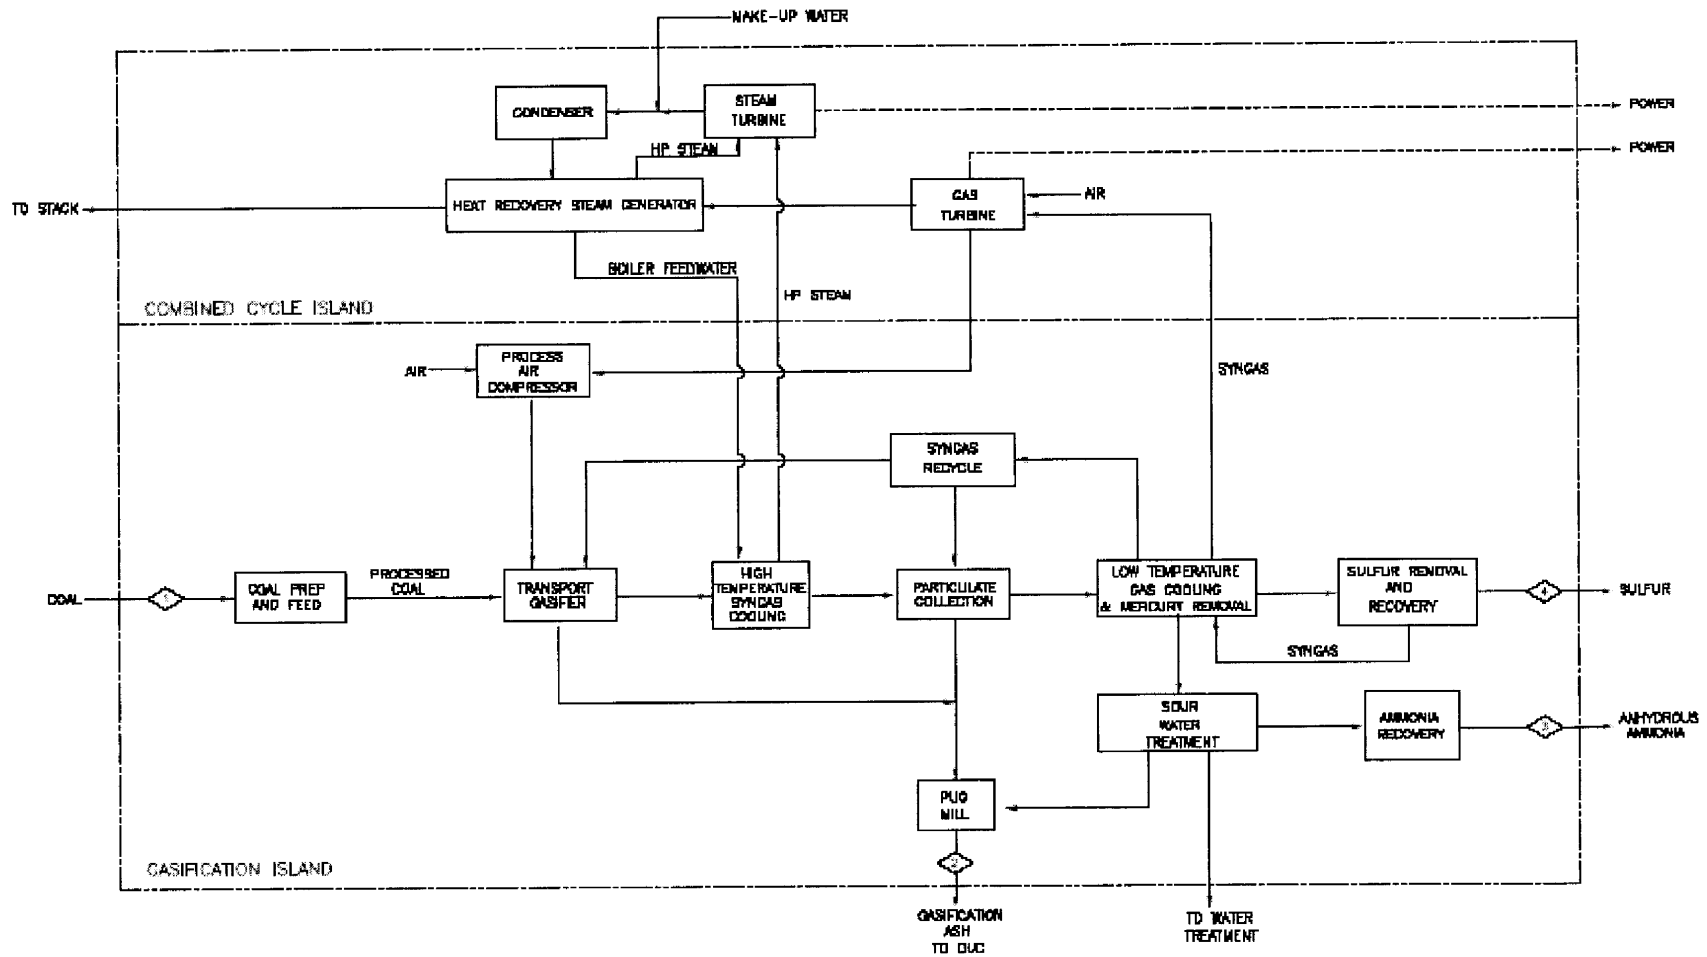 MAKE-UP WATER
CONDENSER
STEAM
TURBINE
POWER
HP STEAM
POWER
TO STACK
HEAT RECOVERY STEAM GENERATOR
GAS
TURBINE
AIR
BOILER FEEDWATER
HP STEAM
COMBINED CYCLE ISLAND
AIR
PROCESS
AIR
COMPRESSOR
SYNGAS
SYNGAS
RECYCLE
COAL
1
COAL PREP
AND FEED
PROCESSED
COAL
TRANSPORT
GASIFIER
HIGH
TEMPERATURE
SYNGAS
COOLING
PARTICULATE
COLLECTION
LOW TEMPERATURE
GAS COOLING
& MERCURY REMOVAL
SULFUR REMOVAL
AND
RECOVERY
4
SULFUR
SYNGAS
SOUR
WATER
TREATMENT
AMMONIA
RECOVERY
3
ANHYDROUS
AMMONIA
PUG
MILL
2
GASIFICATION ISLAND
GASIFICATION
ASH
TO OUC
TO WATER
TREATMENT